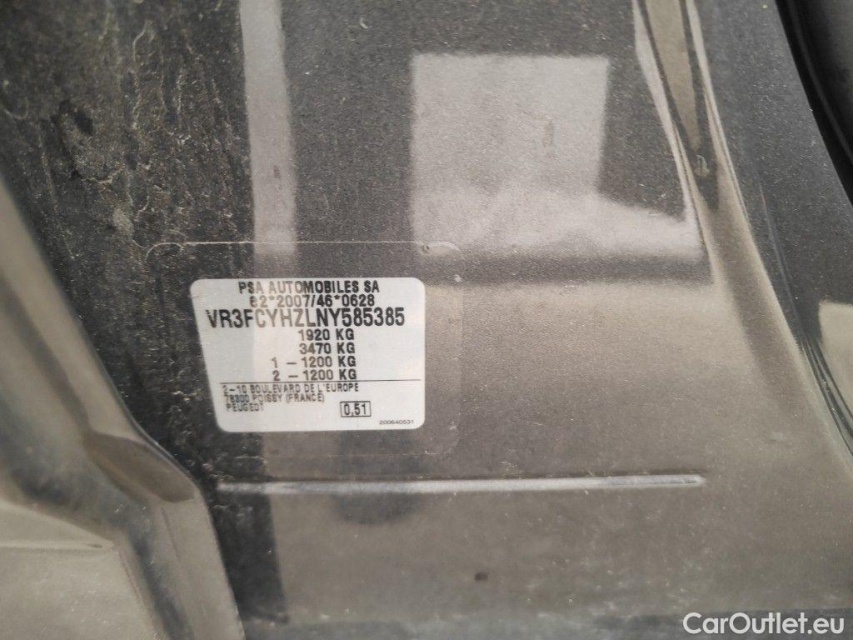 PSA AUTOMOBILES SA
e2*2007/46*0628
VR3FCYHZLNY585385
1920 KG
3470 KG
1 - 1200 KG
2 - 1200 KG
2-10 BOULEVARD DE L'EUROPE
78300 POISSY (FRANCE)
PEUGEOT
0,51
200640531
CarOutlet.eu